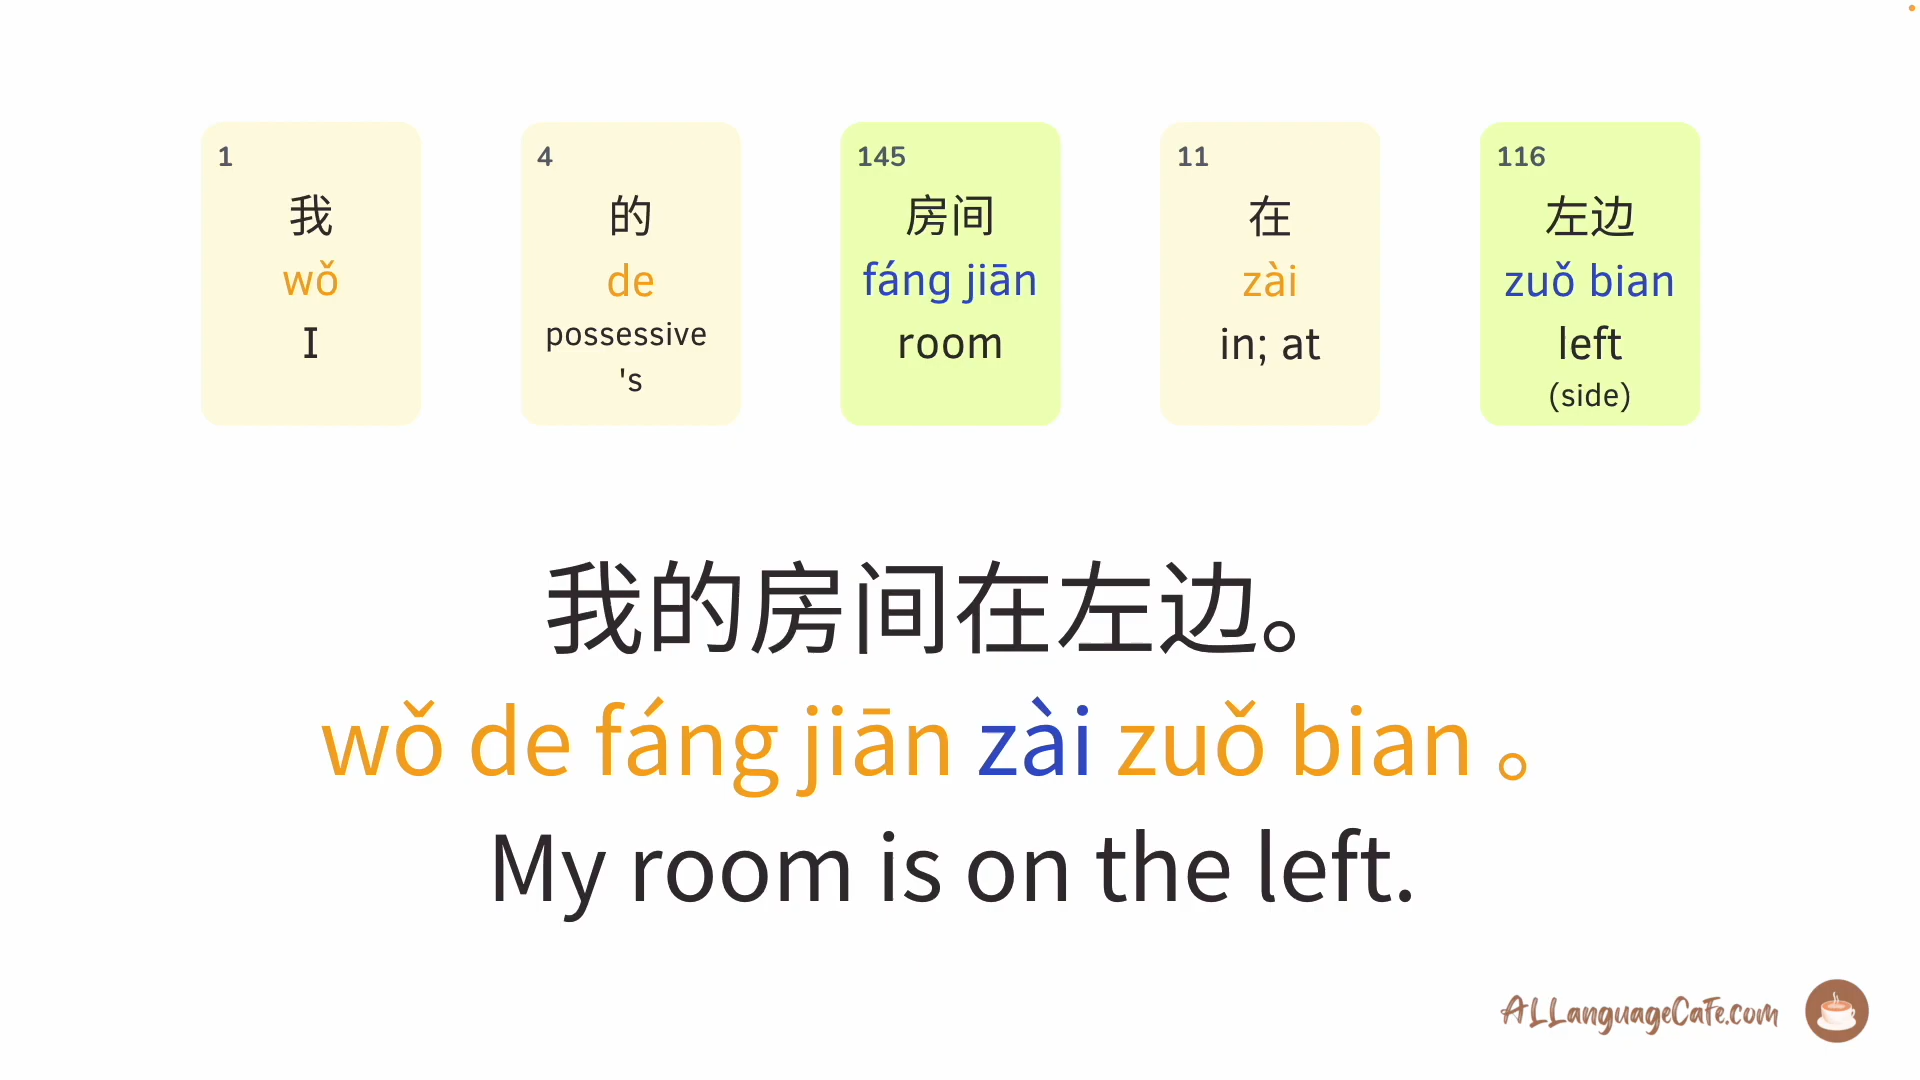 1
我
wǒ
I
4
的
de
possessive
's
145
房间
fáng jiān
room
11
在
zài
in; at
116
左边
zuǒ bian
left
(side)
我的房间在左边。
wǒ de fáng jiān zài zuǒ bian 。
My room is on the left.
ALLanguageCafe.com